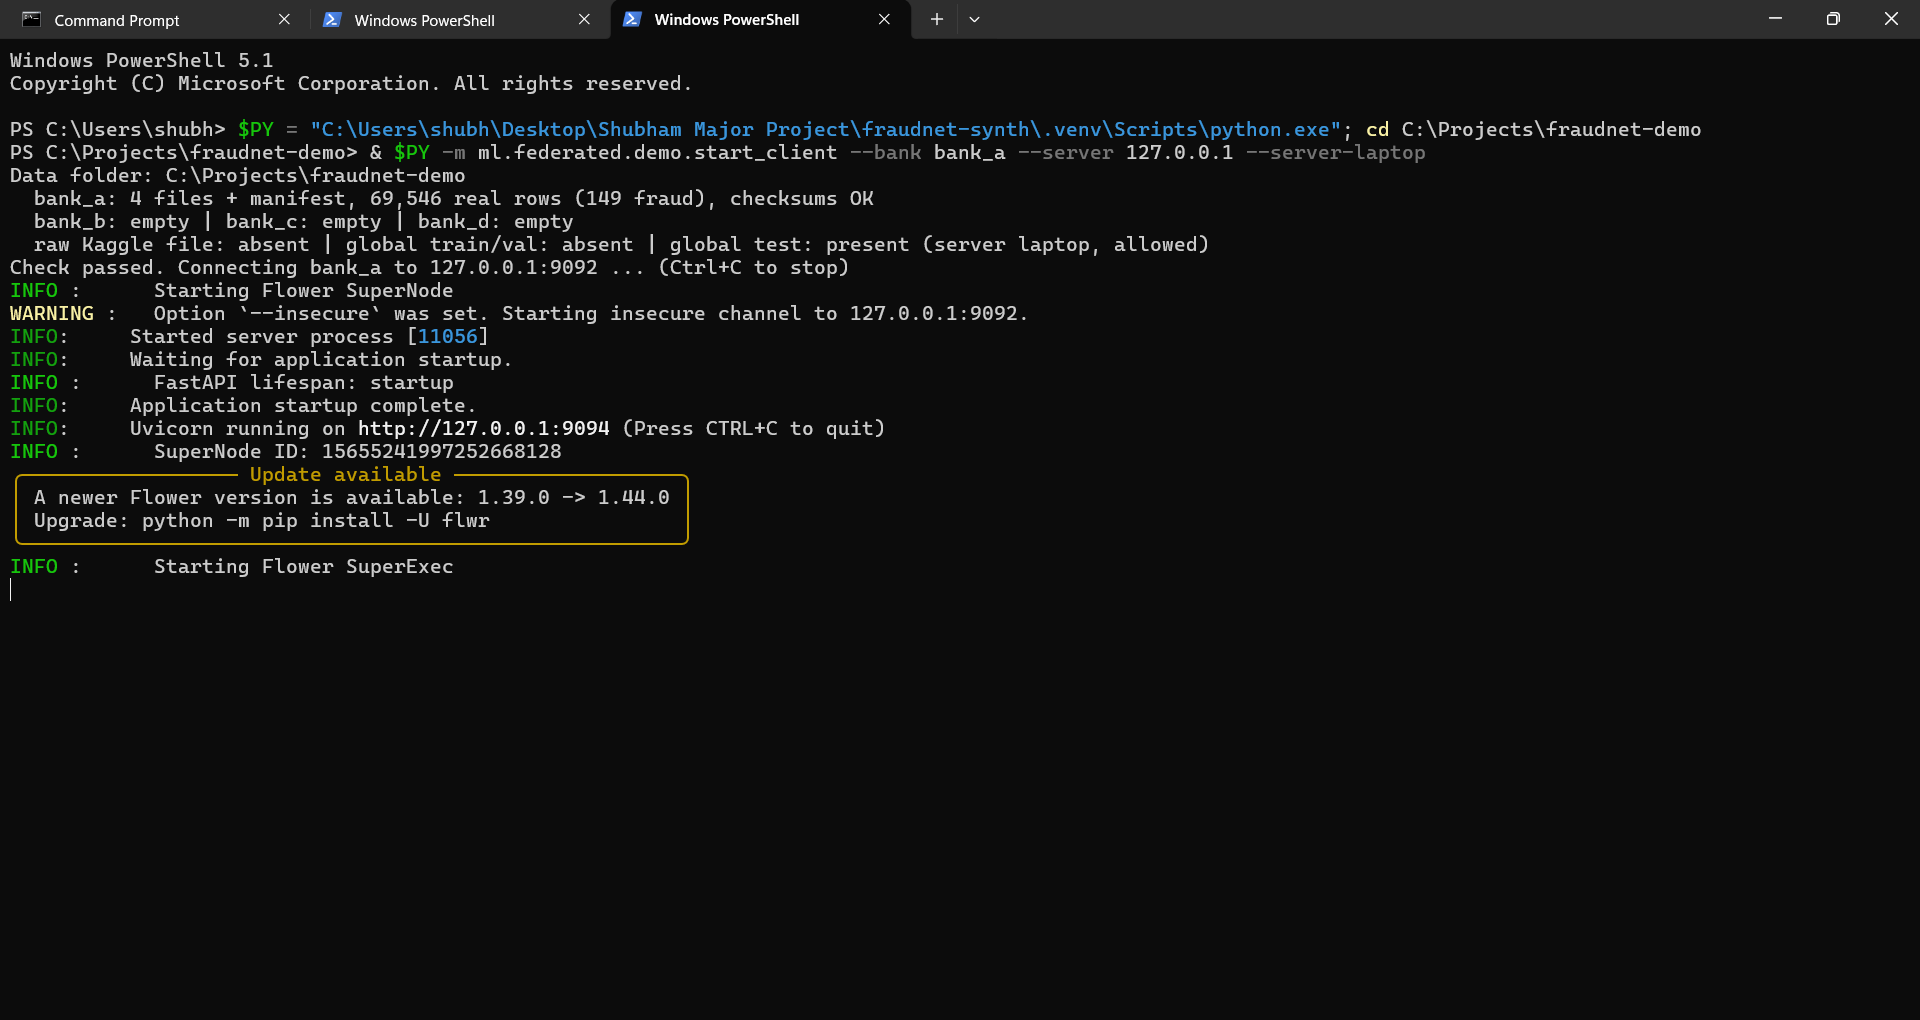 Command Prompt
Windows PowerShell
Windows PowerShell
Windows PowerShell 5.1
Copyright (C) Microsoft Corporation. All rights reserved.
PS C:\Users\shubh> $PY = "C:\Users\shubh\Desktop\Shubham Major Project\fraudnet-synth\.venv\Scripts\python.exe"; cd C:\Projects\fraudnet-demo
PS C:\Projects\fraudnet-demo> & $PY -m ml.federated.demo.start_client --bank bank_a --server 127.0.0.1 --server-laptop
Data folder: C:\Projects\fraudnet-demo
  bank_a: 4 files + manifest, 69,546 real rows (149 fraud), checksums OK
  bank_b: empty | bank_c: empty | bank_d: empty
  raw Kaggle file: absent | global train/val: absent | global test: present (server laptop, allowed)
Check passed. Connecting bank_a to 127.0.0.1:9092 ... (Ctrl+C to stop)
INFO :      Starting Flower SuperNode
WARNING :   Option `--insecure` was set. Starting insecure channel to 127.0.0.1:9092.
INFO:     Started server process [11056]
INFO:     Waiting for application startup.
INFO :      FastAPI lifespan: startup
INFO:     Application startup complete.
INFO:     Uvicorn running on http://127.0.0.1:9094 (Press CTRL+C to quit)
INFO :      SuperNode ID: 15655241997252668128
Update available
A newer Flower version is available: 1.39.0 -> 1.44.0
Upgrade: python -m pip install -U flwr
INFO :      Starting Flower SuperExec